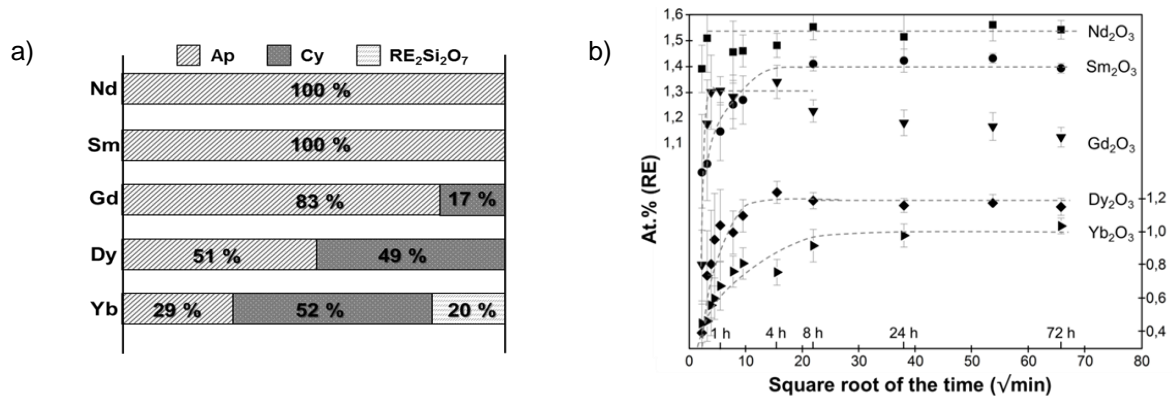 a)
Ap Cy RE₂Si₂O₇
Nd 100 %
Sm 100 %
Gd 83 % 17 %
Dy 51 % 49 %
Yb 29 % 52 % 20 %
b)
At.% (RE)
1,6
1,5
1,4
1,3
1,2
1,1
Nd₂O₃
Sm₂O₃
Gd₂O₃
Dy₂O₃
Yb₂O₃
1,2
1,0
0,8
0,6
0,4
1 h 4 h 8 h 24 h 72 h
0 10 20 30 40 50 60 70 80
Square root of the time (√min)